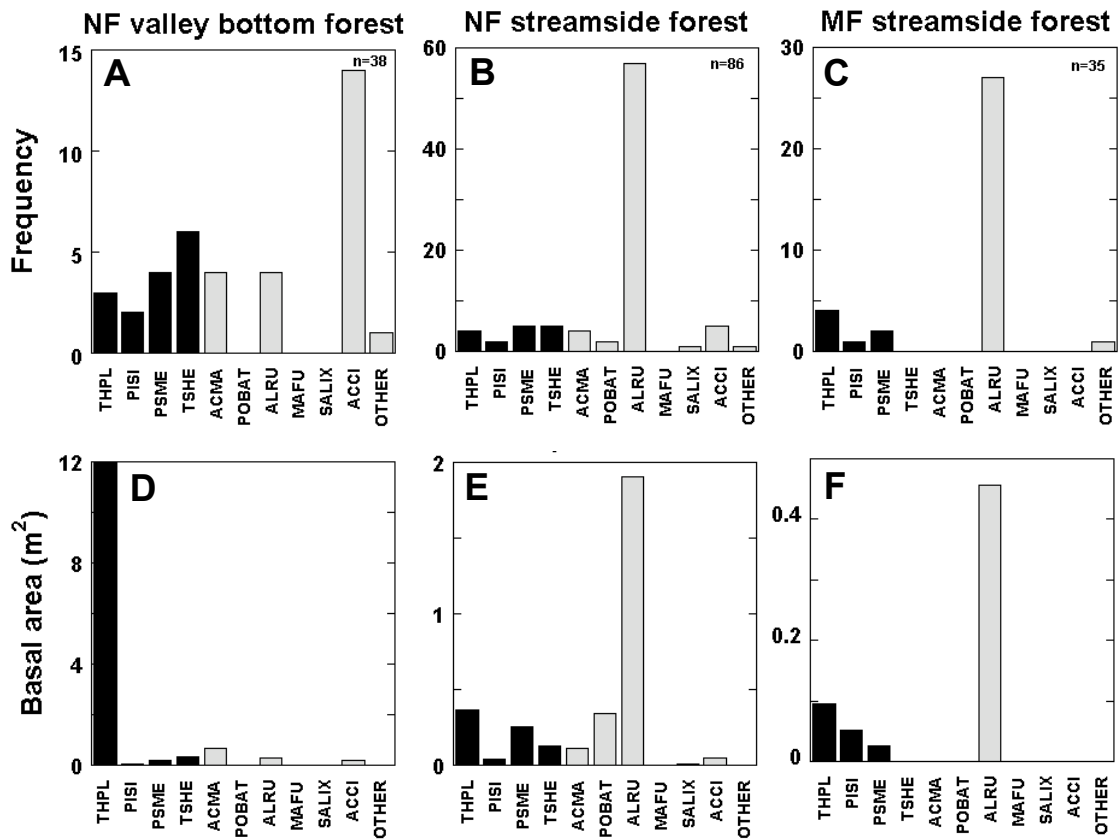 NF valley bottom forest
NF streamside forest
MF streamside forest
Frequency
15
10
5
0
A
n=38
THPL
PISI
PSME
TSHE
ACMA
POBAT
ALRU
MAFU
SALIX
ACCI
OTHER
60
40
20
0
B
n=86
THPL
PISI
PSME
TSHE
ACMA
POBAT
ALRU
MAFU
SALIX
ACCI
OTHER
30
20
10
0
C
n=35
THPL
PISI
PSME
TSHE
ACMA
POBAT
ALRU
MAFU
SALIX
ACCI
OTHER
Basal area (m²)
12
8
4
0
D
THPL
PISI
PSME
TSHE
ACMA
POBAT
ALRU
MAFU
SALIX
ACCI
OTHER
2
1
0
E
THPL
PISI
PSME
TSHE
ACMA
POBAT
ALRU
MAFU
SALIX
ACCI
OTHER
0.4
0.2
0
F
THPL
PISI
PSME
TSHE
ACMA
POBAT
ALRU
MAFU
SALIX
ACCI
OTHER